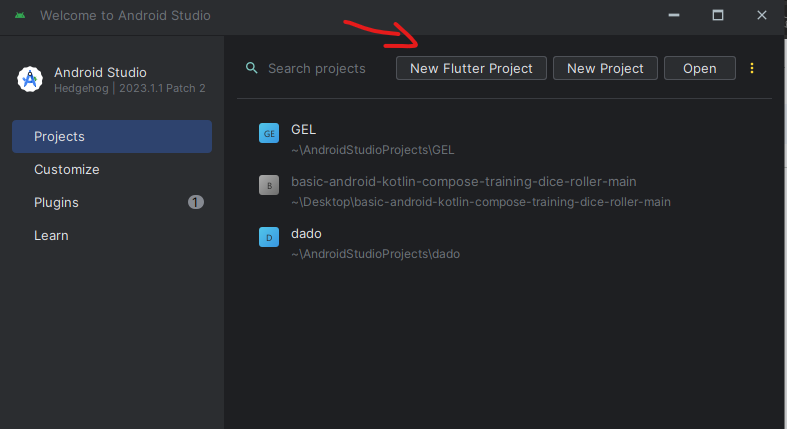 Welcome to Android Studio
Android Studio
Hedgehog | 2023.1.1 Patch 2
Projects
Customize
Plugins 1
Learn
Search projects New Flutter Project New Project Open
GE GEL
~\AndroidStudioProjects\GEL
B basic-android-kotlin-compose-training-dice-roller-main
~\Desktop\basic-android-kotlin-compose-training-dice-roller-main
D dado
~\AndroidStudioProjects\dado